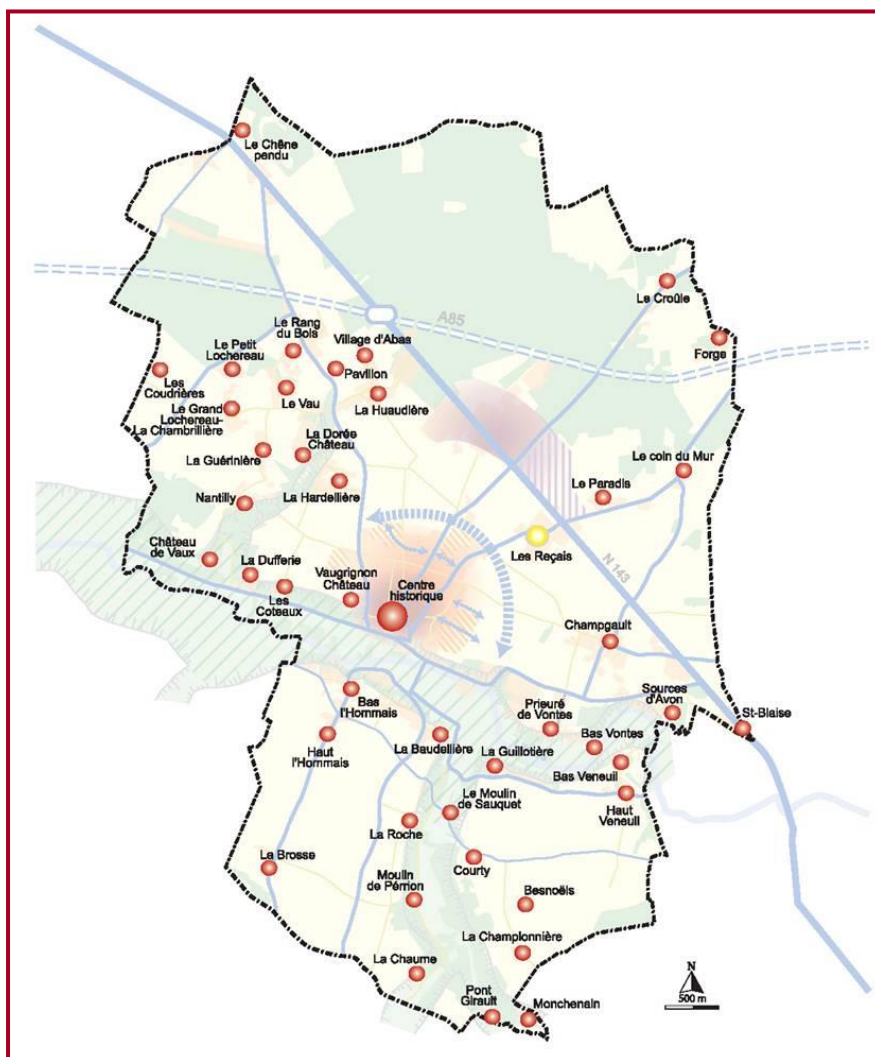 Le Chêne
pendu
Le Croûle
A85
Forge
Le Rang
du Bois
Village d'Abas
Le Petit
Lochereau
Pavillon
Les
Coudrières
Le Vau
La Huaudière
Le Grand
Lochereau-
La Chambrillière
La Dorée
Château
La Guérinière
Le coin du Mur
La Hardellière
Le Paradis
Nantilly
Château
de Vaux
Les Reçais
N 143
La Dufferie
Vaugrignon
Château
Les
Coteaux
Centre
historique
Champgault
Bas
l'Hommais
Sources
d'Avon
Prieuré
de Vontes
St-Blaise
Haut
l'Hommais
La Baudellière
Bas Vontes
La Guillotière
Bas Veneuil
Le Moulin
de Sauquet
Haut
Veneuil
La Roche
La Brosse
Courty
Moulin
de Pérrion
Besnoëls
La Championnière
La Chaume
Pont
Girault
Monchenain
N
500 m